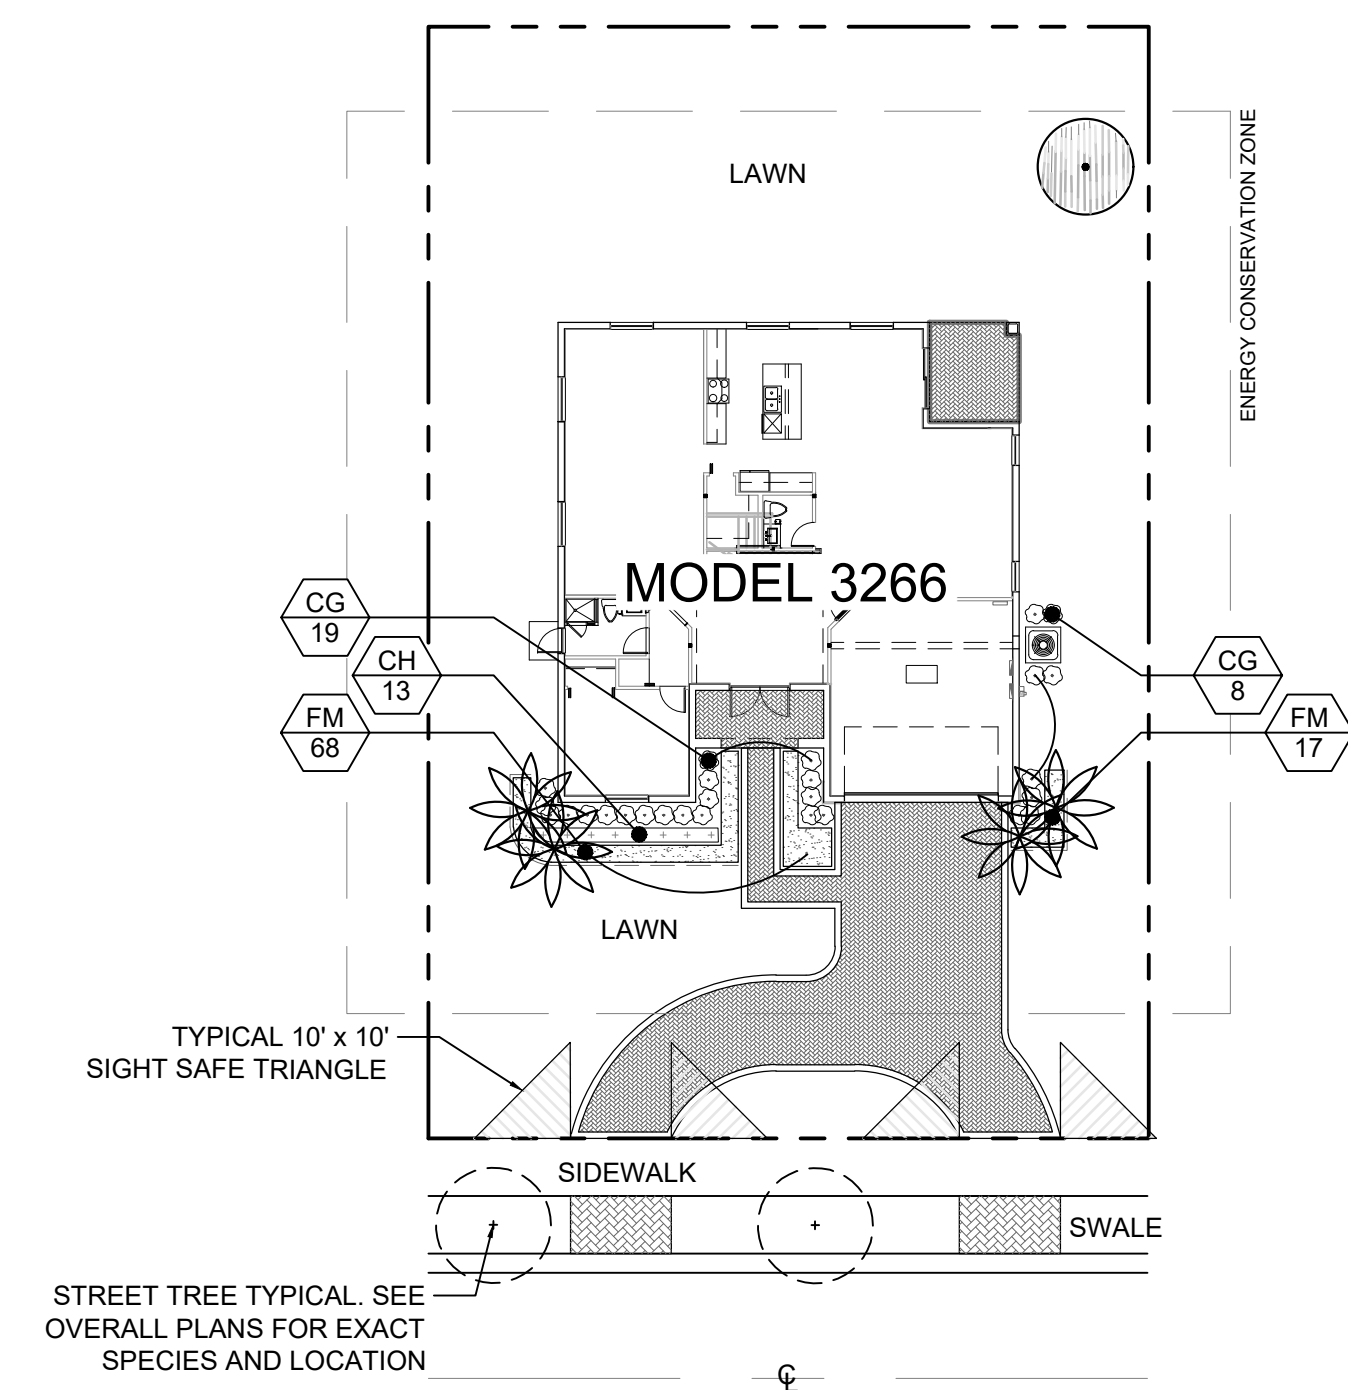 LAWN
ENERGY CONSERVATION ZONE
MODEL 3266
CG
19
CH
13
FM
68
CG
8
FM
17
LAWN
TYPICAL 10' x 10'
SIGHT SAFE TRIANGLE
SIDEWALK
SWALE
STREET TREE TYPICAL. SEE
OVERALL PLANS FOR EXACT
SPECIES AND LOCATION
℄